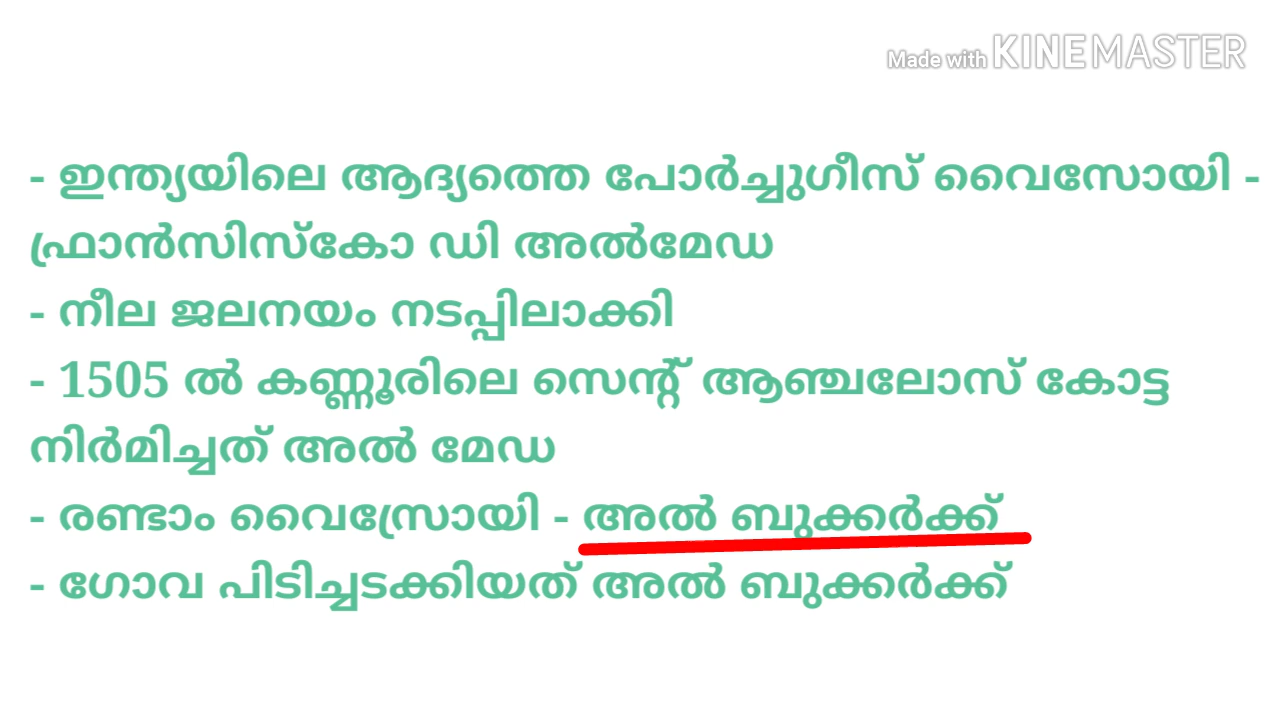 Made with KINEMASTER
- ഇന്ത്യയിലെ ആദ്യത്തെ പോർച്ചുഗീസ് വൈസോയി -
ഫ്രാൻസിസ്കോ ഡി അൽമേഡ
- നീല ജലനയം നടപ്പിലാക്കി
- 1505 ൽ കണ്ണൂരിലെ സെന്റ് ആഞ്ചലോസ് കോട്ട
നിർമിച്ചത് അൽ മേഡ
- രണ്ടാം വൈസ്രോയി - അൽ ബുക്കർക്ക്
- ഗോവ പിടിച്ചടക്കിയത് അൽ ബുക്കർക്ക്